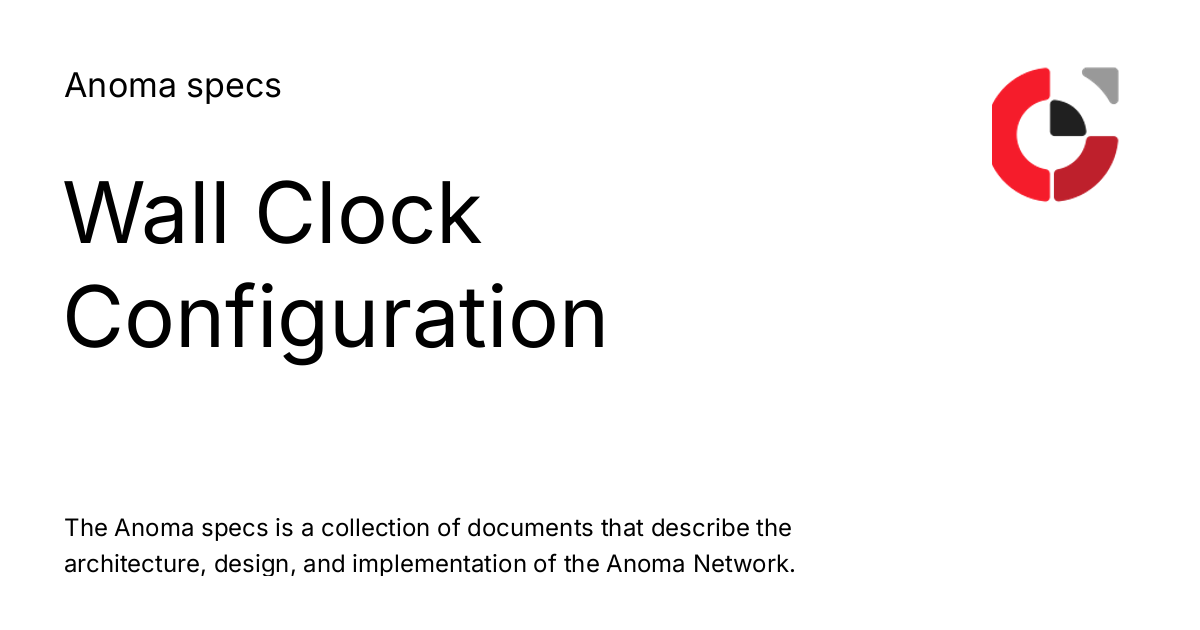 Anoma specs
Wall Clock
Configuration
The Anoma specs is a collection of documents that describe the
architecture, design, and implementation of the Anoma Network.